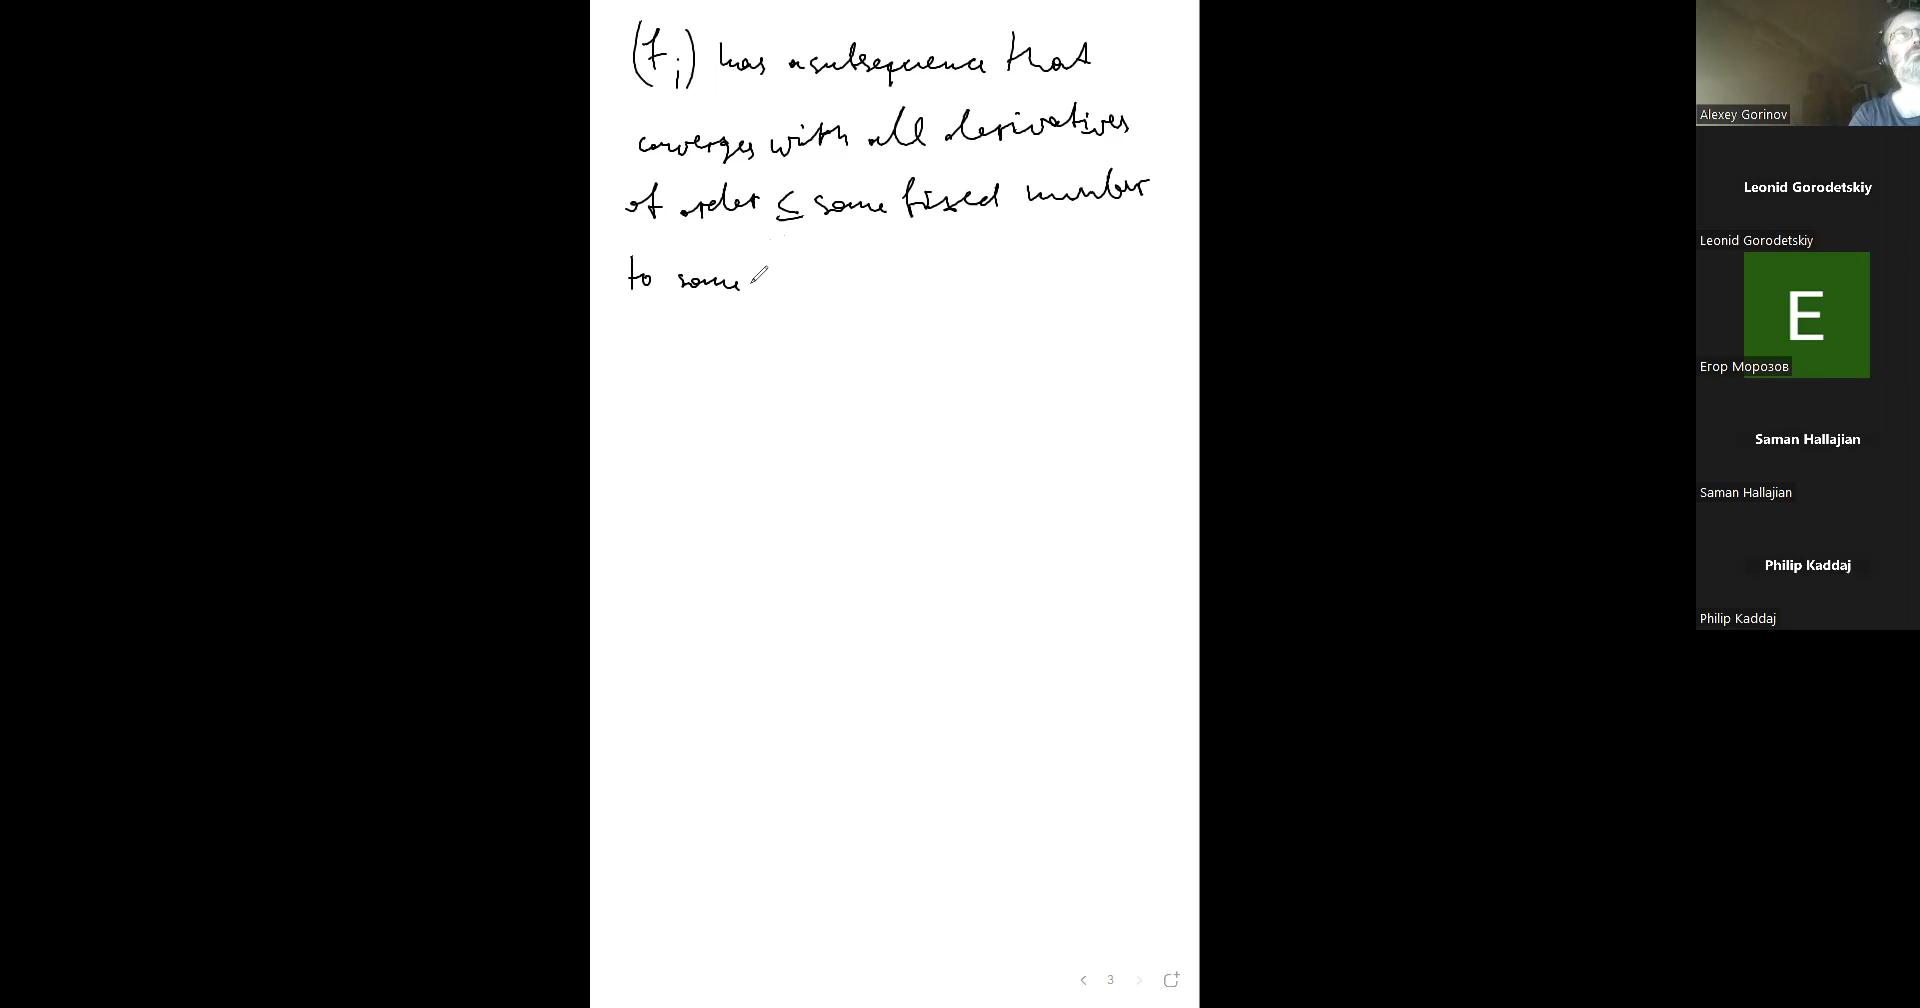 (f_i) has a subsequence that
converges with all derivatives
of order ≤ some fixed number
to some
< 3 >
Alexey Gorinov
Leonid Gorodetskiy
Leonid Gorodetskiy
E
Егор Морозов
Saman Hallajian
Saman Hallajian
Philip Kaddaj
Philip Kaddaj